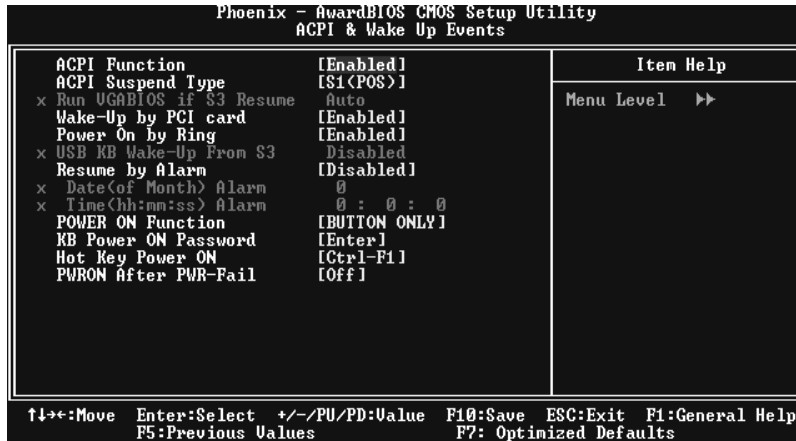 Phoenix - AwardBIOS CMOS Setup Utility
ACPI & Wake Up Events
ACPI Function [Enabled]
ACPI Suspend Type [S1(POS)]
x Run VGABIOS if S3 Resume Auto
Wake-Up by PCI card [Enabled]
Power On by Ring [Enabled]
x USB KB Wake-Up From S3 Disabled
Resume by Alarm [Disabled]
x Date(of Month) Alarm 0
x Time(hh:mm:ss) Alarm 0 : 0 : 0
POWER ON Function [BUTTON ONLY]
KB Power ON Password [Enter]
Hot Key Power ON [Ctrl-F1]
PWRON After PWR-Fail [Off]
Item Help
Menu Level ▶▶
↑↓→←:Move Enter:Select +/-/PU/PD:Value F10:Save ESC:Exit F1:General Help
F5:Previous Values F7: Optimized Defaults